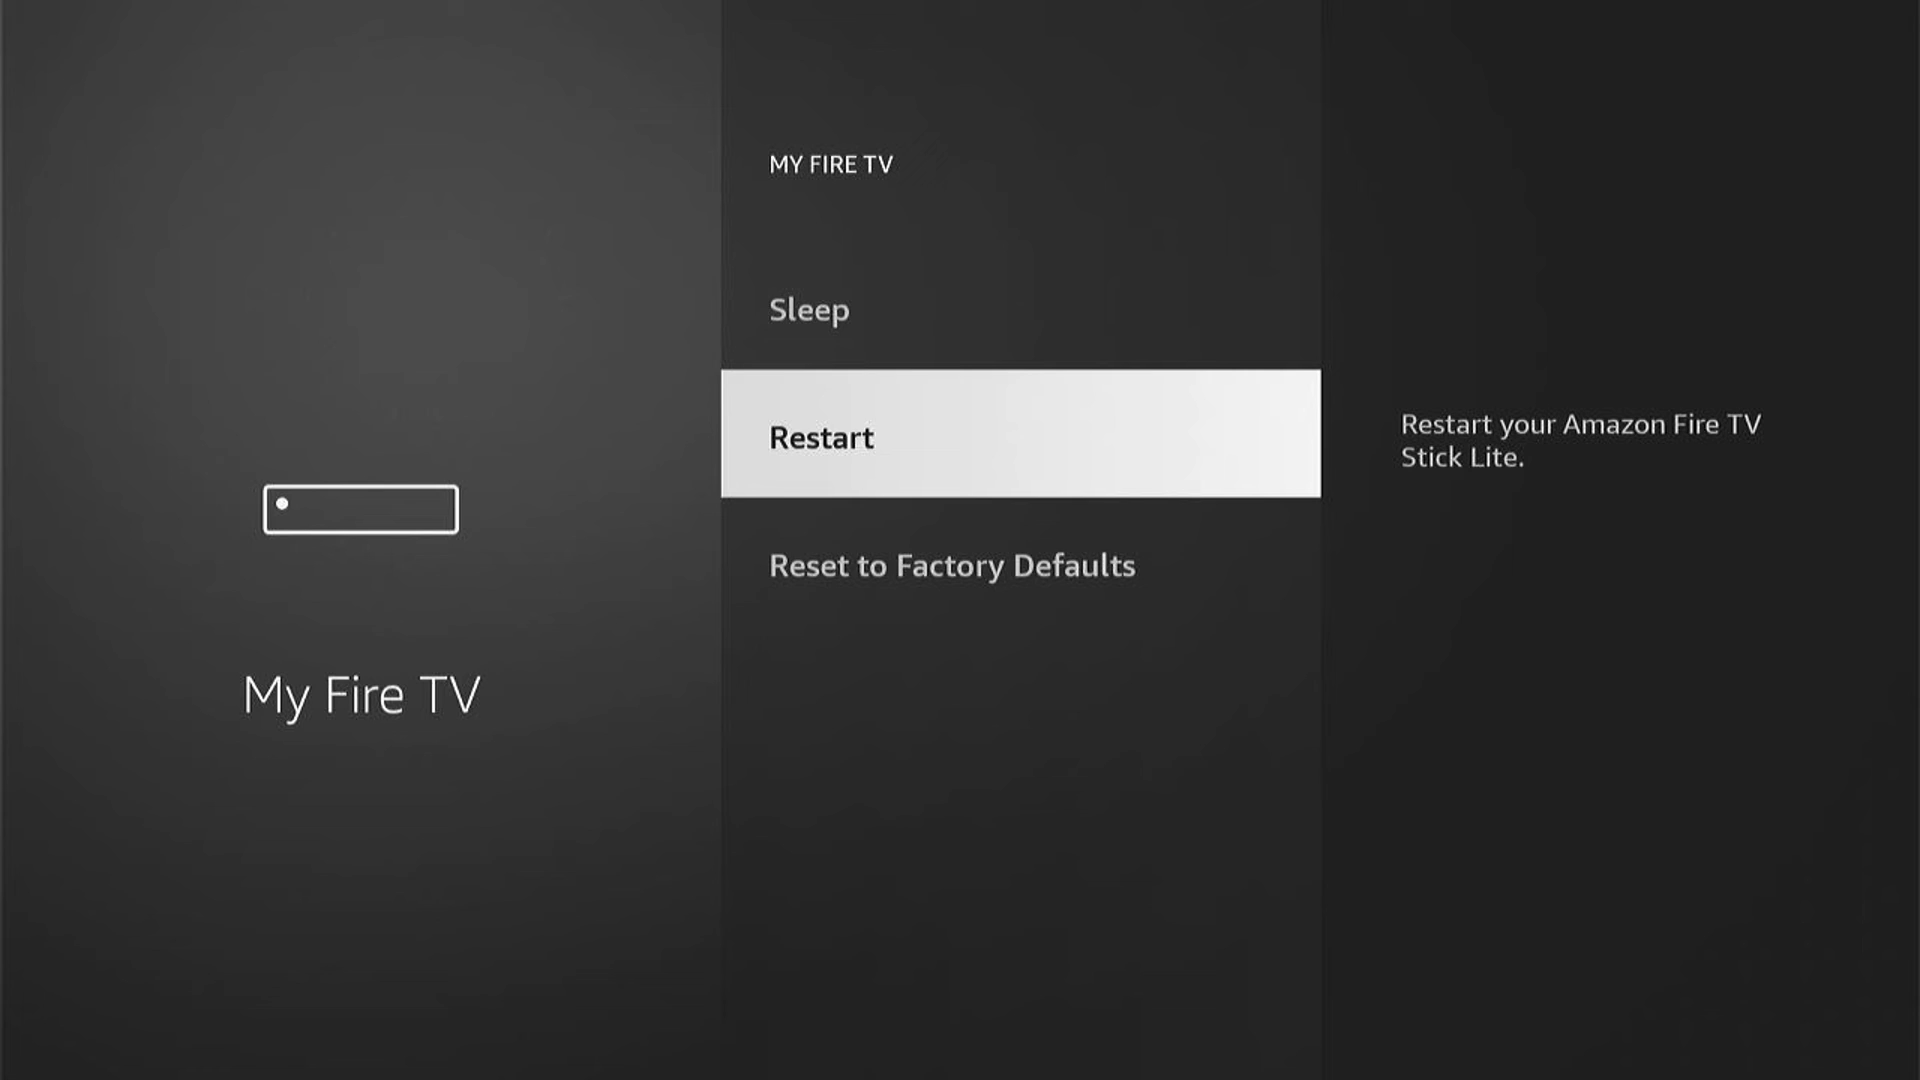 MY FIRE TV
Sleep
Restart
Restart your Amazon Fire TV
Stick Lite.
Reset to Factory Defaults
My Fire TV